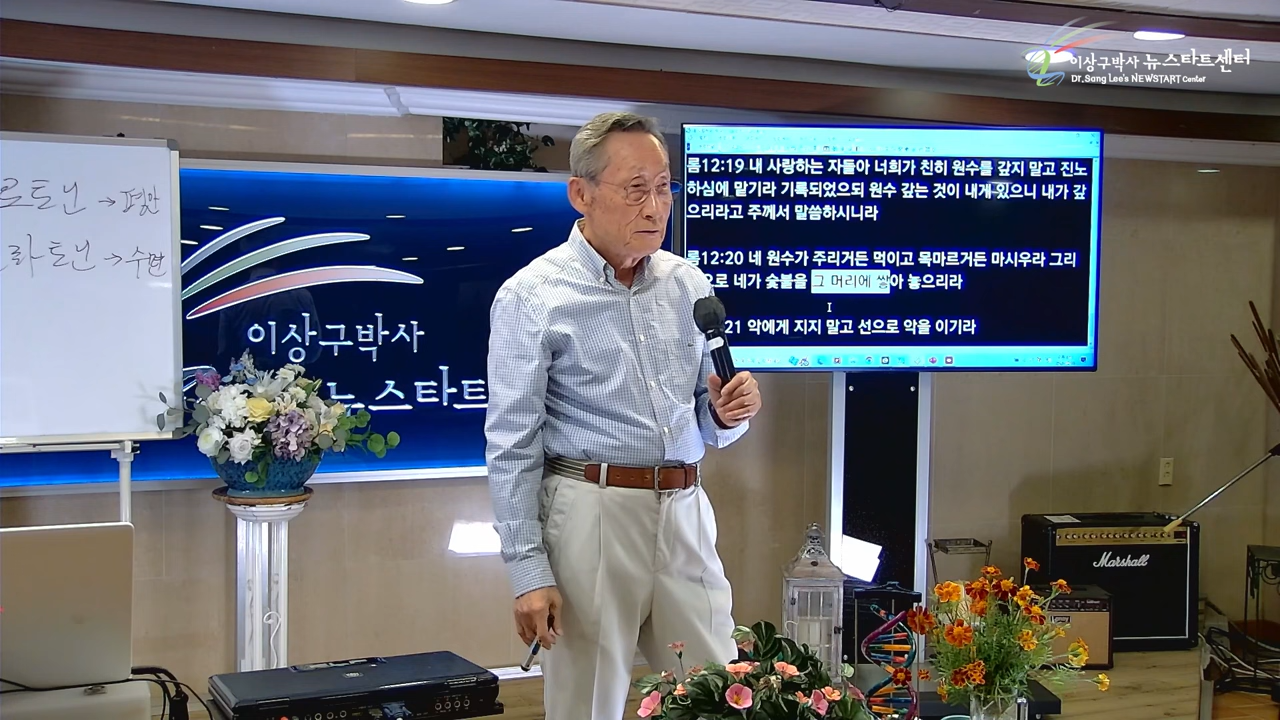 이상구박사 뉴스타트센터
Dr. Sang Lee's NEWSTART Center
르토닌 → 평안
라토닌 → 수면
이상구박사
뉴스타트
롬12:19 내 사랑하는 자들아 너희가 친히 원수를 갚지 말고 진노
하심에 맡기라 기록되었으되 원수 갚는 것이 내게 있으니 내가 갚
으리라고 주께서 말씀하시니라
롬12:20 네 원수가 주리거든 먹이고 목마르거든 마시우라 그리
으로 네가 숯불을 그 머리에 쌓아 놓으리라
21 악에게 지지 말고 선으로 악을 이기라
Marshall